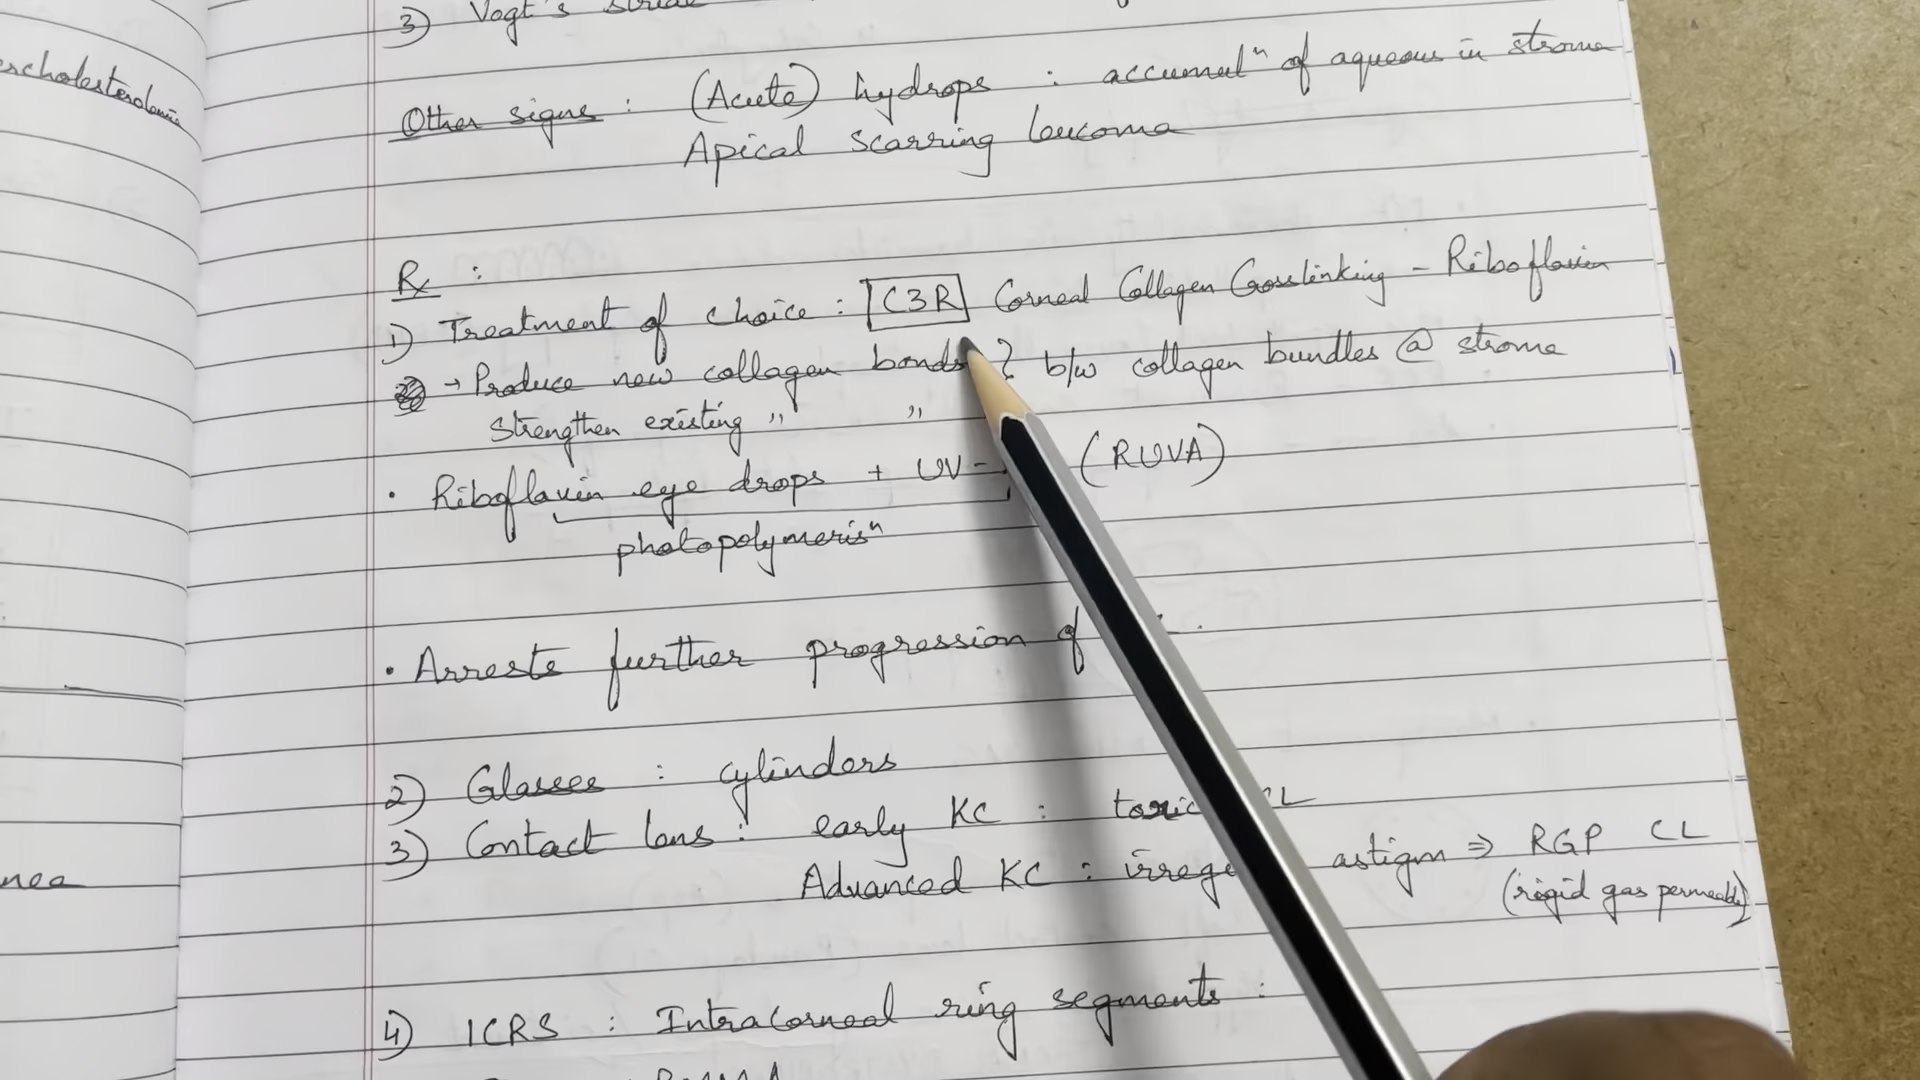 3) Vogt's striae
Other signs : (Acute) hydrops : accumulⁿ of aqueous in stroma
Apical scarring leucoma
Rx :
1) Treatment of choice : C3R Corneal Collagen Crosslinking - Riboflavin
→ Produce new collagen bonds } b/w collagen bundles @ stroma
Strengthen existing " "
• Riboflavin eye drops + UV- (RUVA)
photopolymerisⁿ
• Arrests further progression of
2) Glasses : cylinders
3) Contact lens : early KC : toric CL
Advanced KC : irreg astigm ⇒ RGP CL
(rigid gas permeable)
4) ICRS : Intracorneal ring segments :